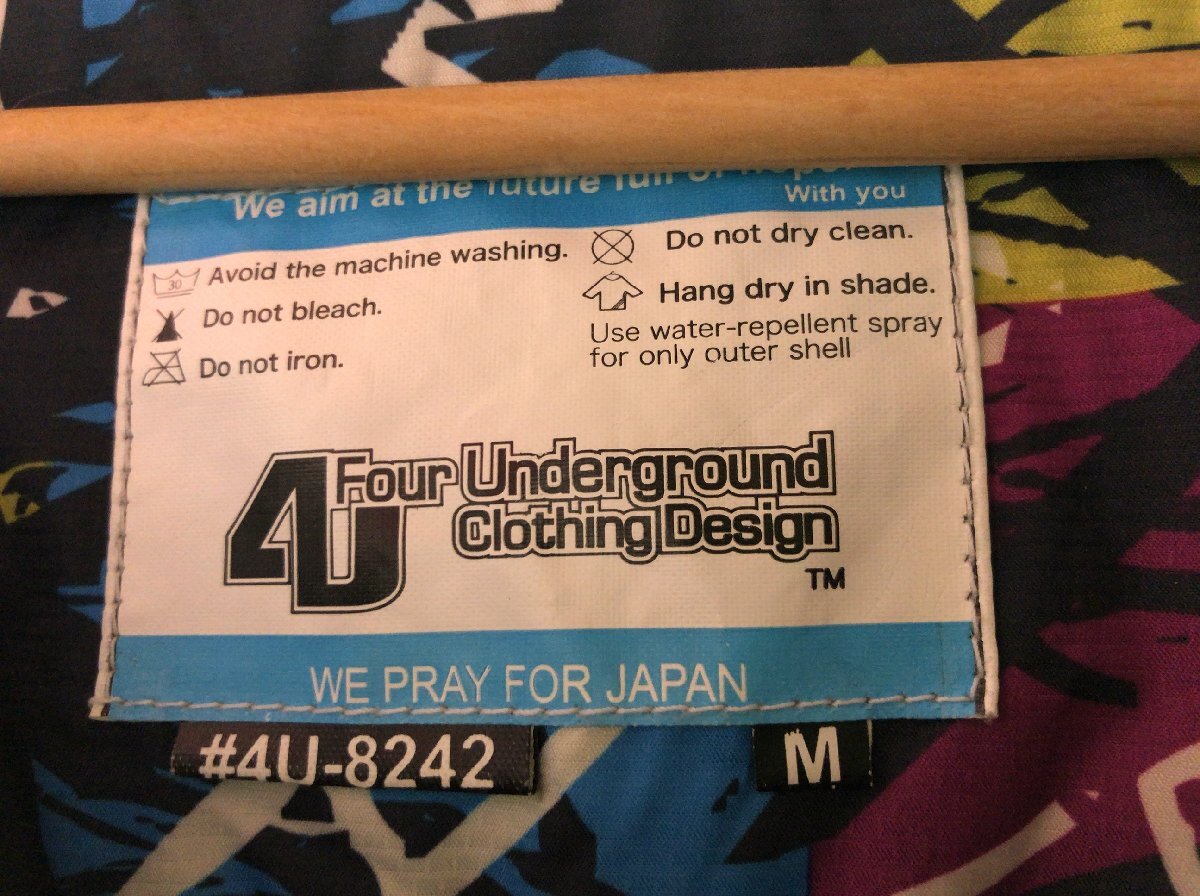 We aim at the future full of hope.
With you
30
Avoid the machine washing.
Do not bleach.
Do not iron.
Do not dry clean.
Hang dry in shade.
Use water-repellent spray
for only outer shell
4U Four Underground
Clothing Design
TM
WE PRAY FOR JAPAN
#4U-8242
M